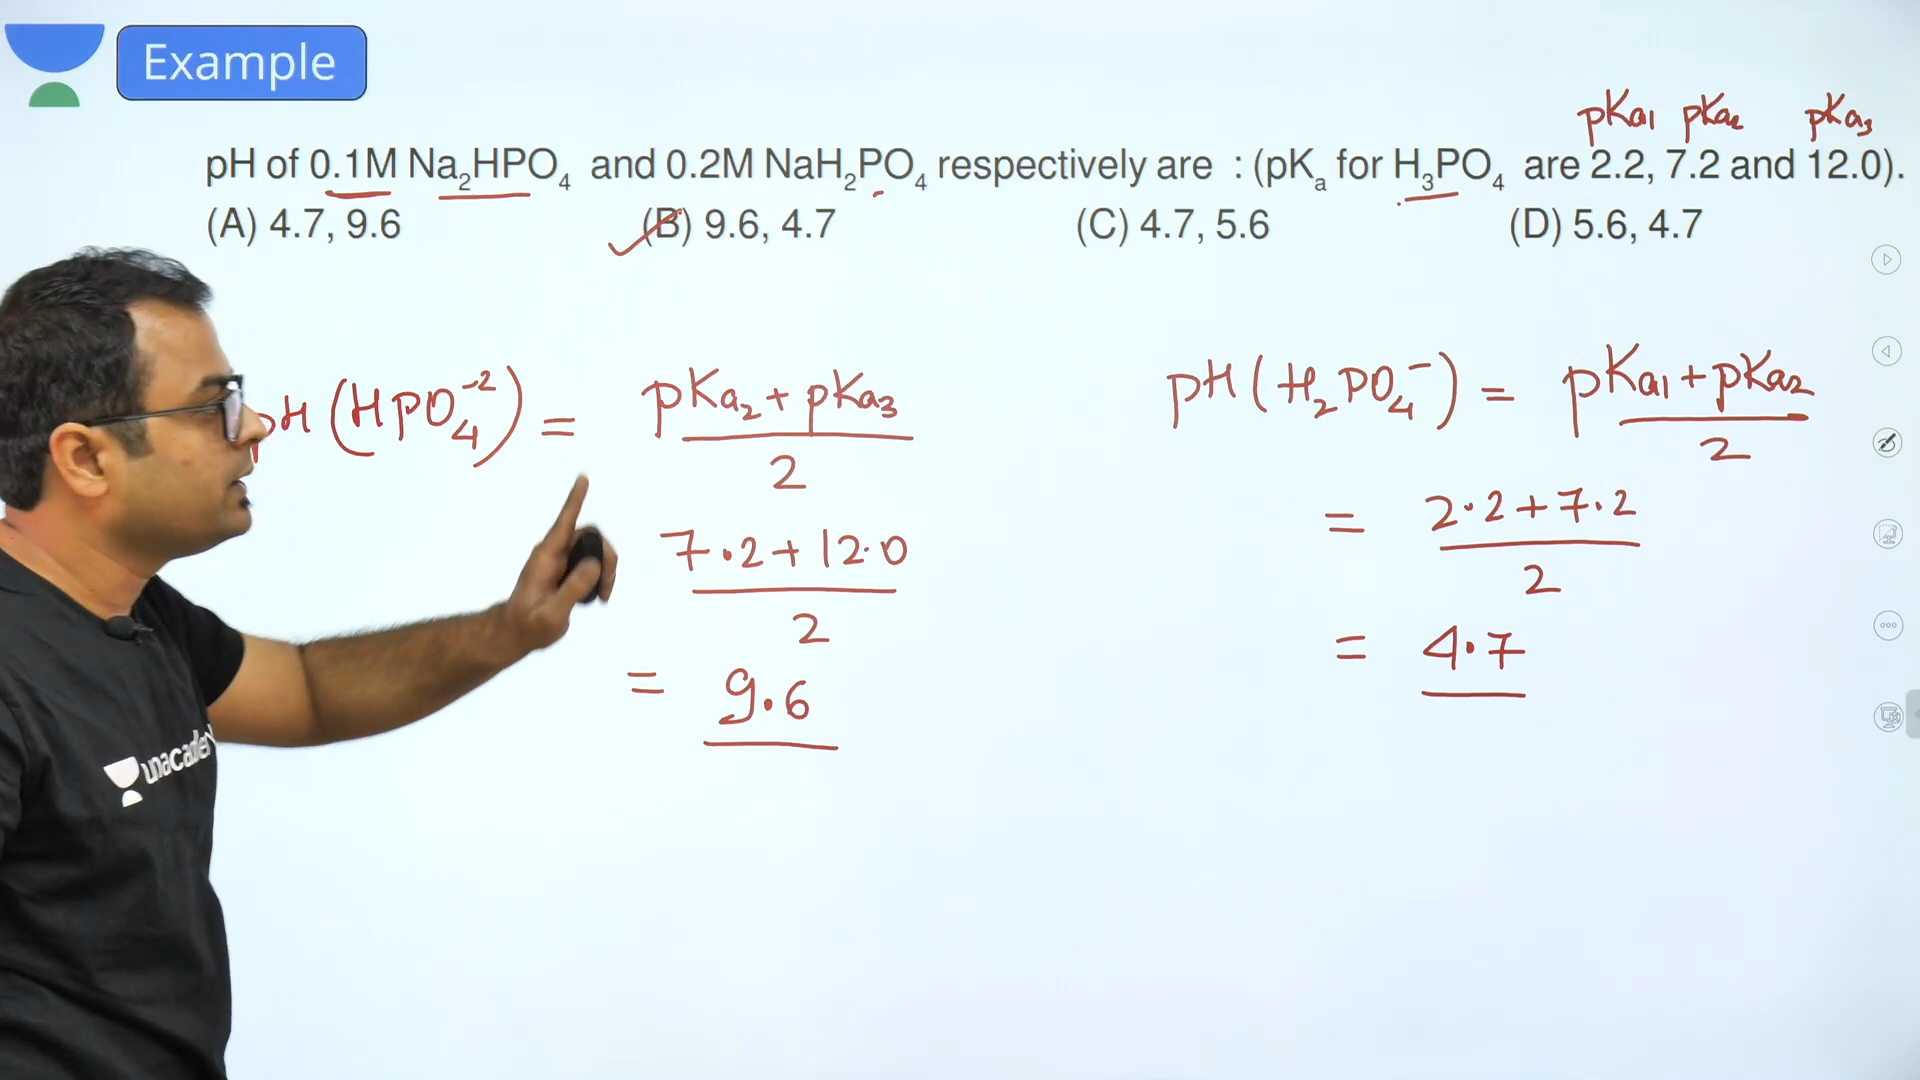 Example
pKa1 pKa2 pKa3
pH of 0.1M Na₂HPO₄ and 0.2M NaH₂PO₄ respectively are : (pKₐ for H₃PO₄ are 2.2, 7.2 and 12.0).
(A) 4.7, 9.6 (B) 9.6, 4.7 (C) 4.7, 5.6 (D) 5.6, 4.7
pH (HPO₄⁻²) = pKa₂ + pKa₃
2
7.2 + 12.0
2
= 9.6
pH (H₂PO₄⁻) = pKa1 + pKa2
2
= 2.2 + 7.2
2
= 4.7
unacademy